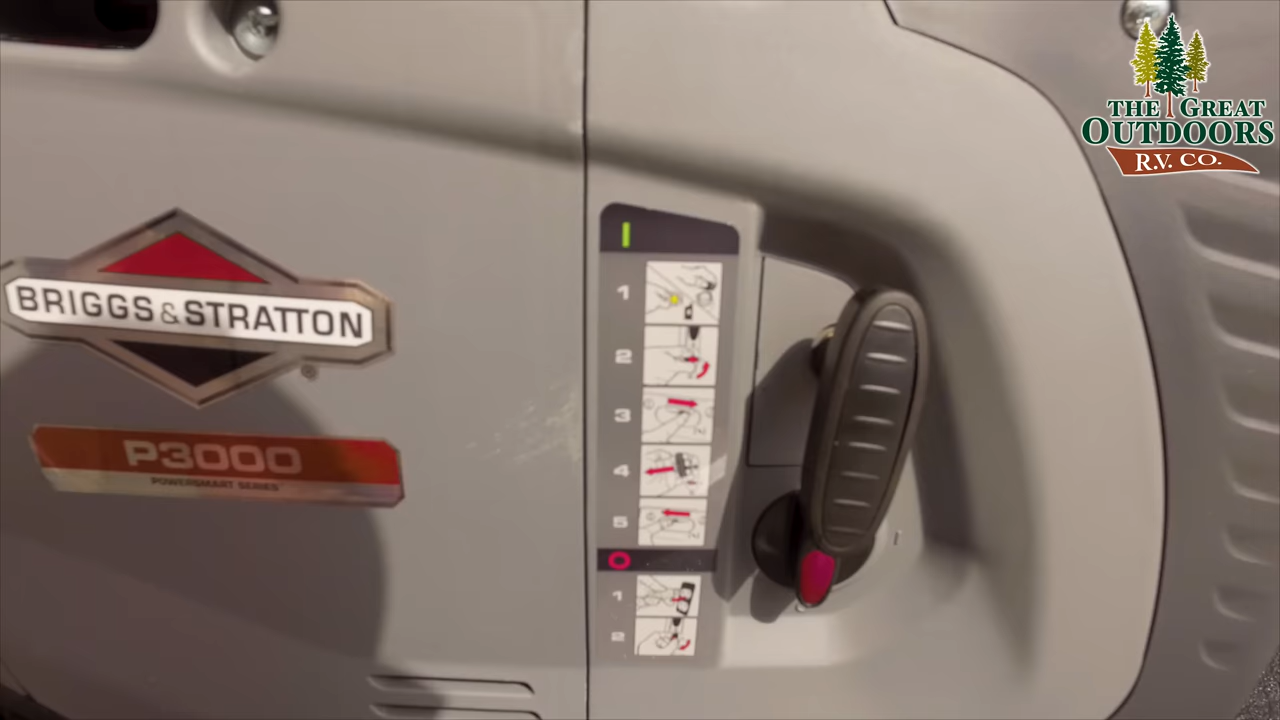 BRIGGS & STRATTON
®
P3000
POWERSMART SERIES
I
1
2
3
4
5
O
1
2
THE GREAT
OUTDOORS
R.V. CO.